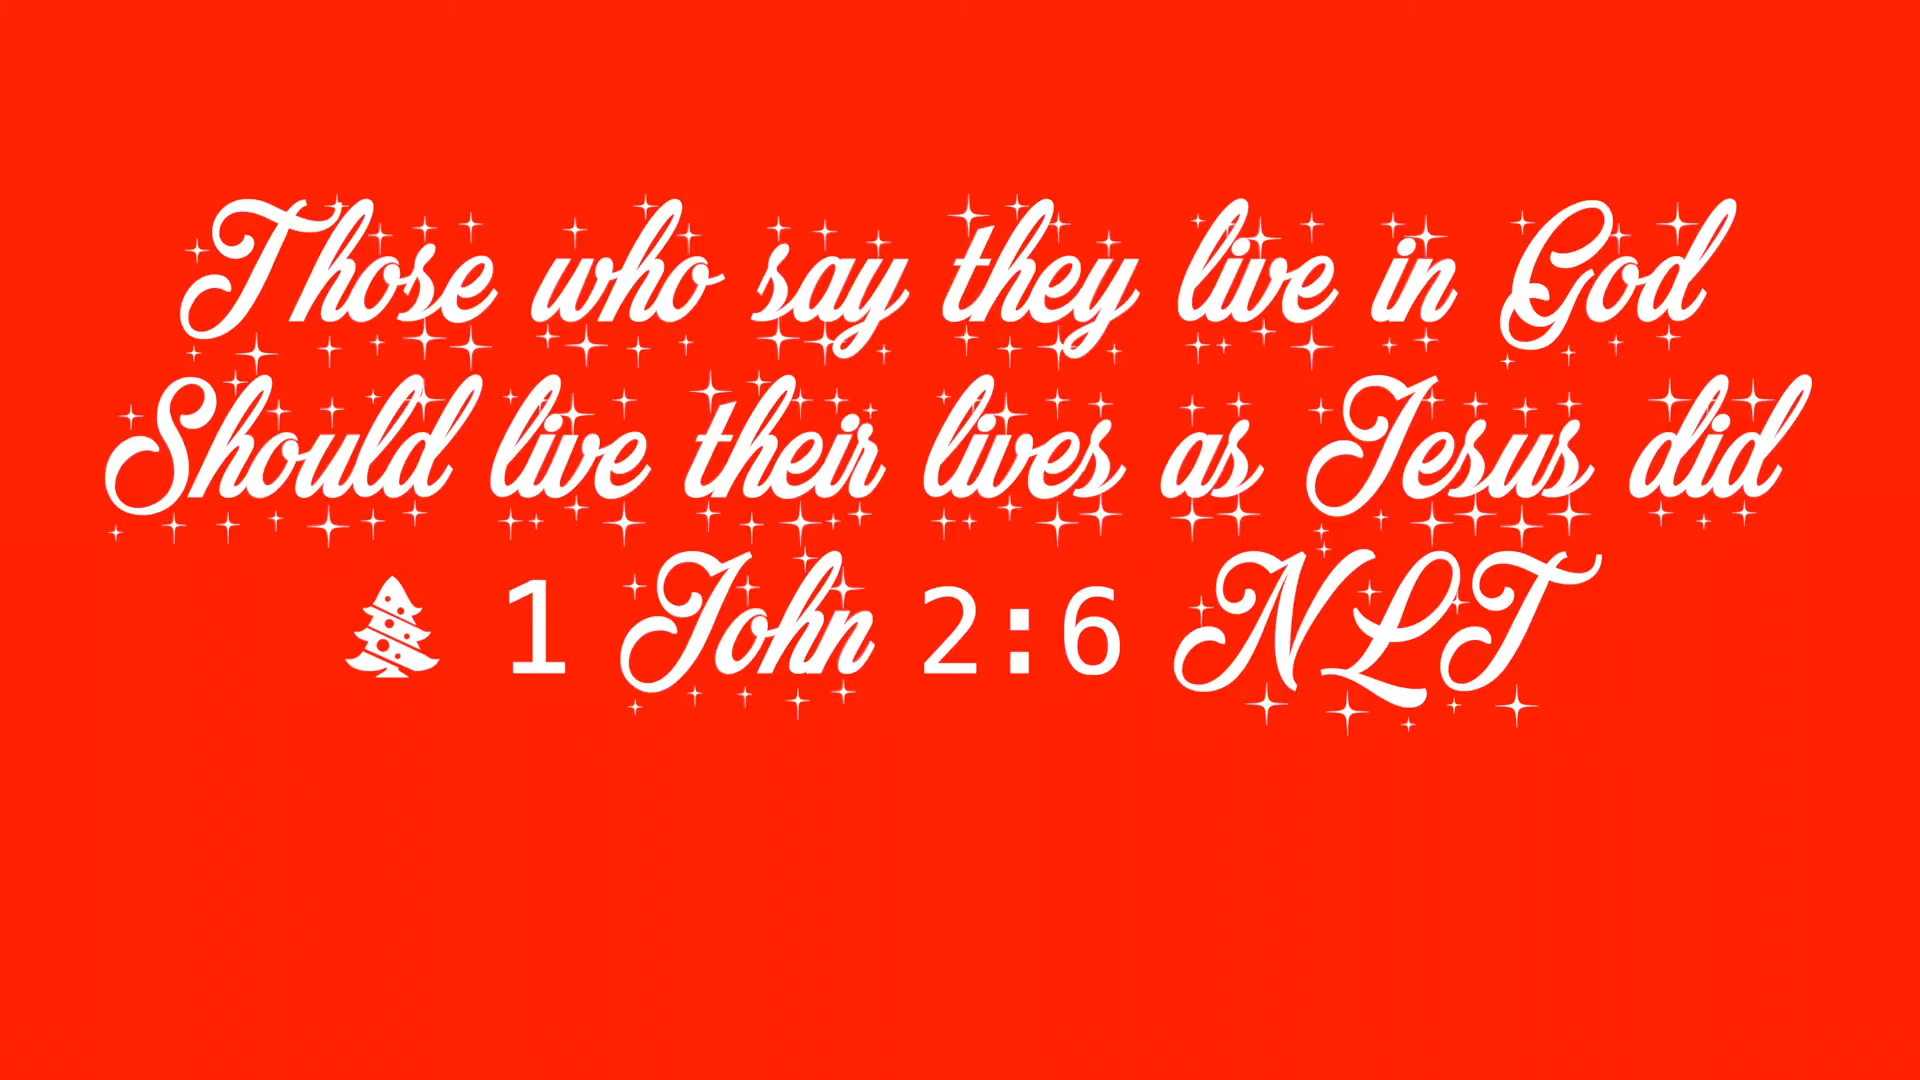 Those who say they live in God
Should live their lives as Jesus did
1 John 2:6 NLT